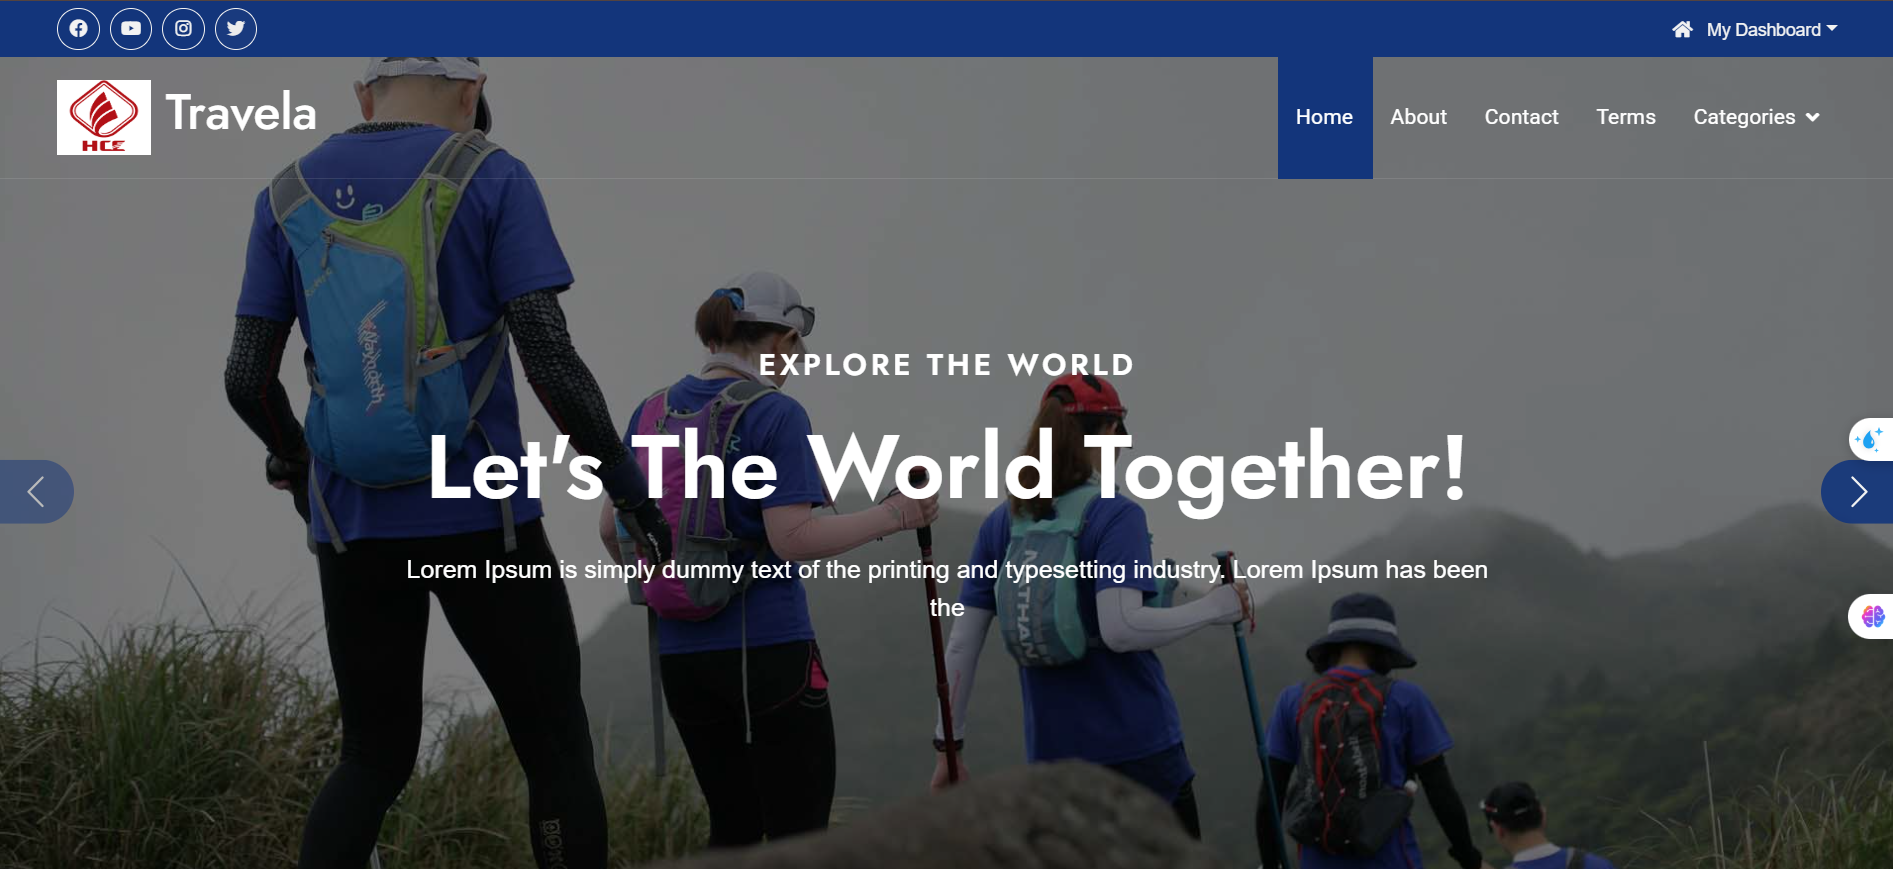 My Dashboard
HCE
Travela
Home
About
Contact
Terms
Categories
EXPLORE THE WORLD
Let's The World Together!
Lorem Ipsum is simply dummy text of the printing and typesetting industry. Lorem Ipsum has been
the